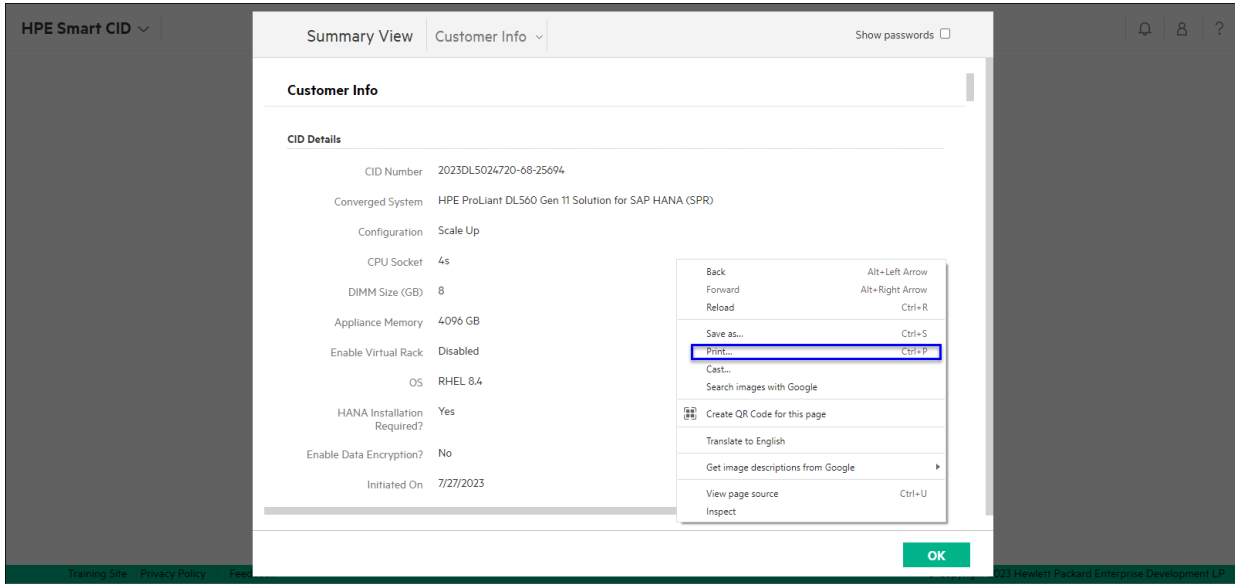 HPE Smart CID
Summary View
Customer Info
Show passwords
?
Customer Info
CID Details
CID Number 2023DL5024720-68-25694
Converged System HPE ProLiant DL560 Gen 11 Solution for SAP HANA (SPR)
Configuration Scale Up
CPU Socket 4s
DIMM Size (GB) 8
Appliance Memory 4096 GB
Enable Virtual Rack Disabled
OS RHEL 8.4
HANA Installation Yes
Required?
Enable Data Encryption? No
Initiated On 7/27/2023
Back Alt+Left Arrow
Forward Alt+Right Arrow
Reload Ctrl+R
Save as... Ctrl+S
Print... Ctrl+P
Cast...
Search images with Google
Create QR Code for this page
Translate to English
Get image descriptions from Google
View page source Ctrl+U
Inspect
OK
Training Site Privacy Policy
2023 Hewlett Packard Enterprise Development LP